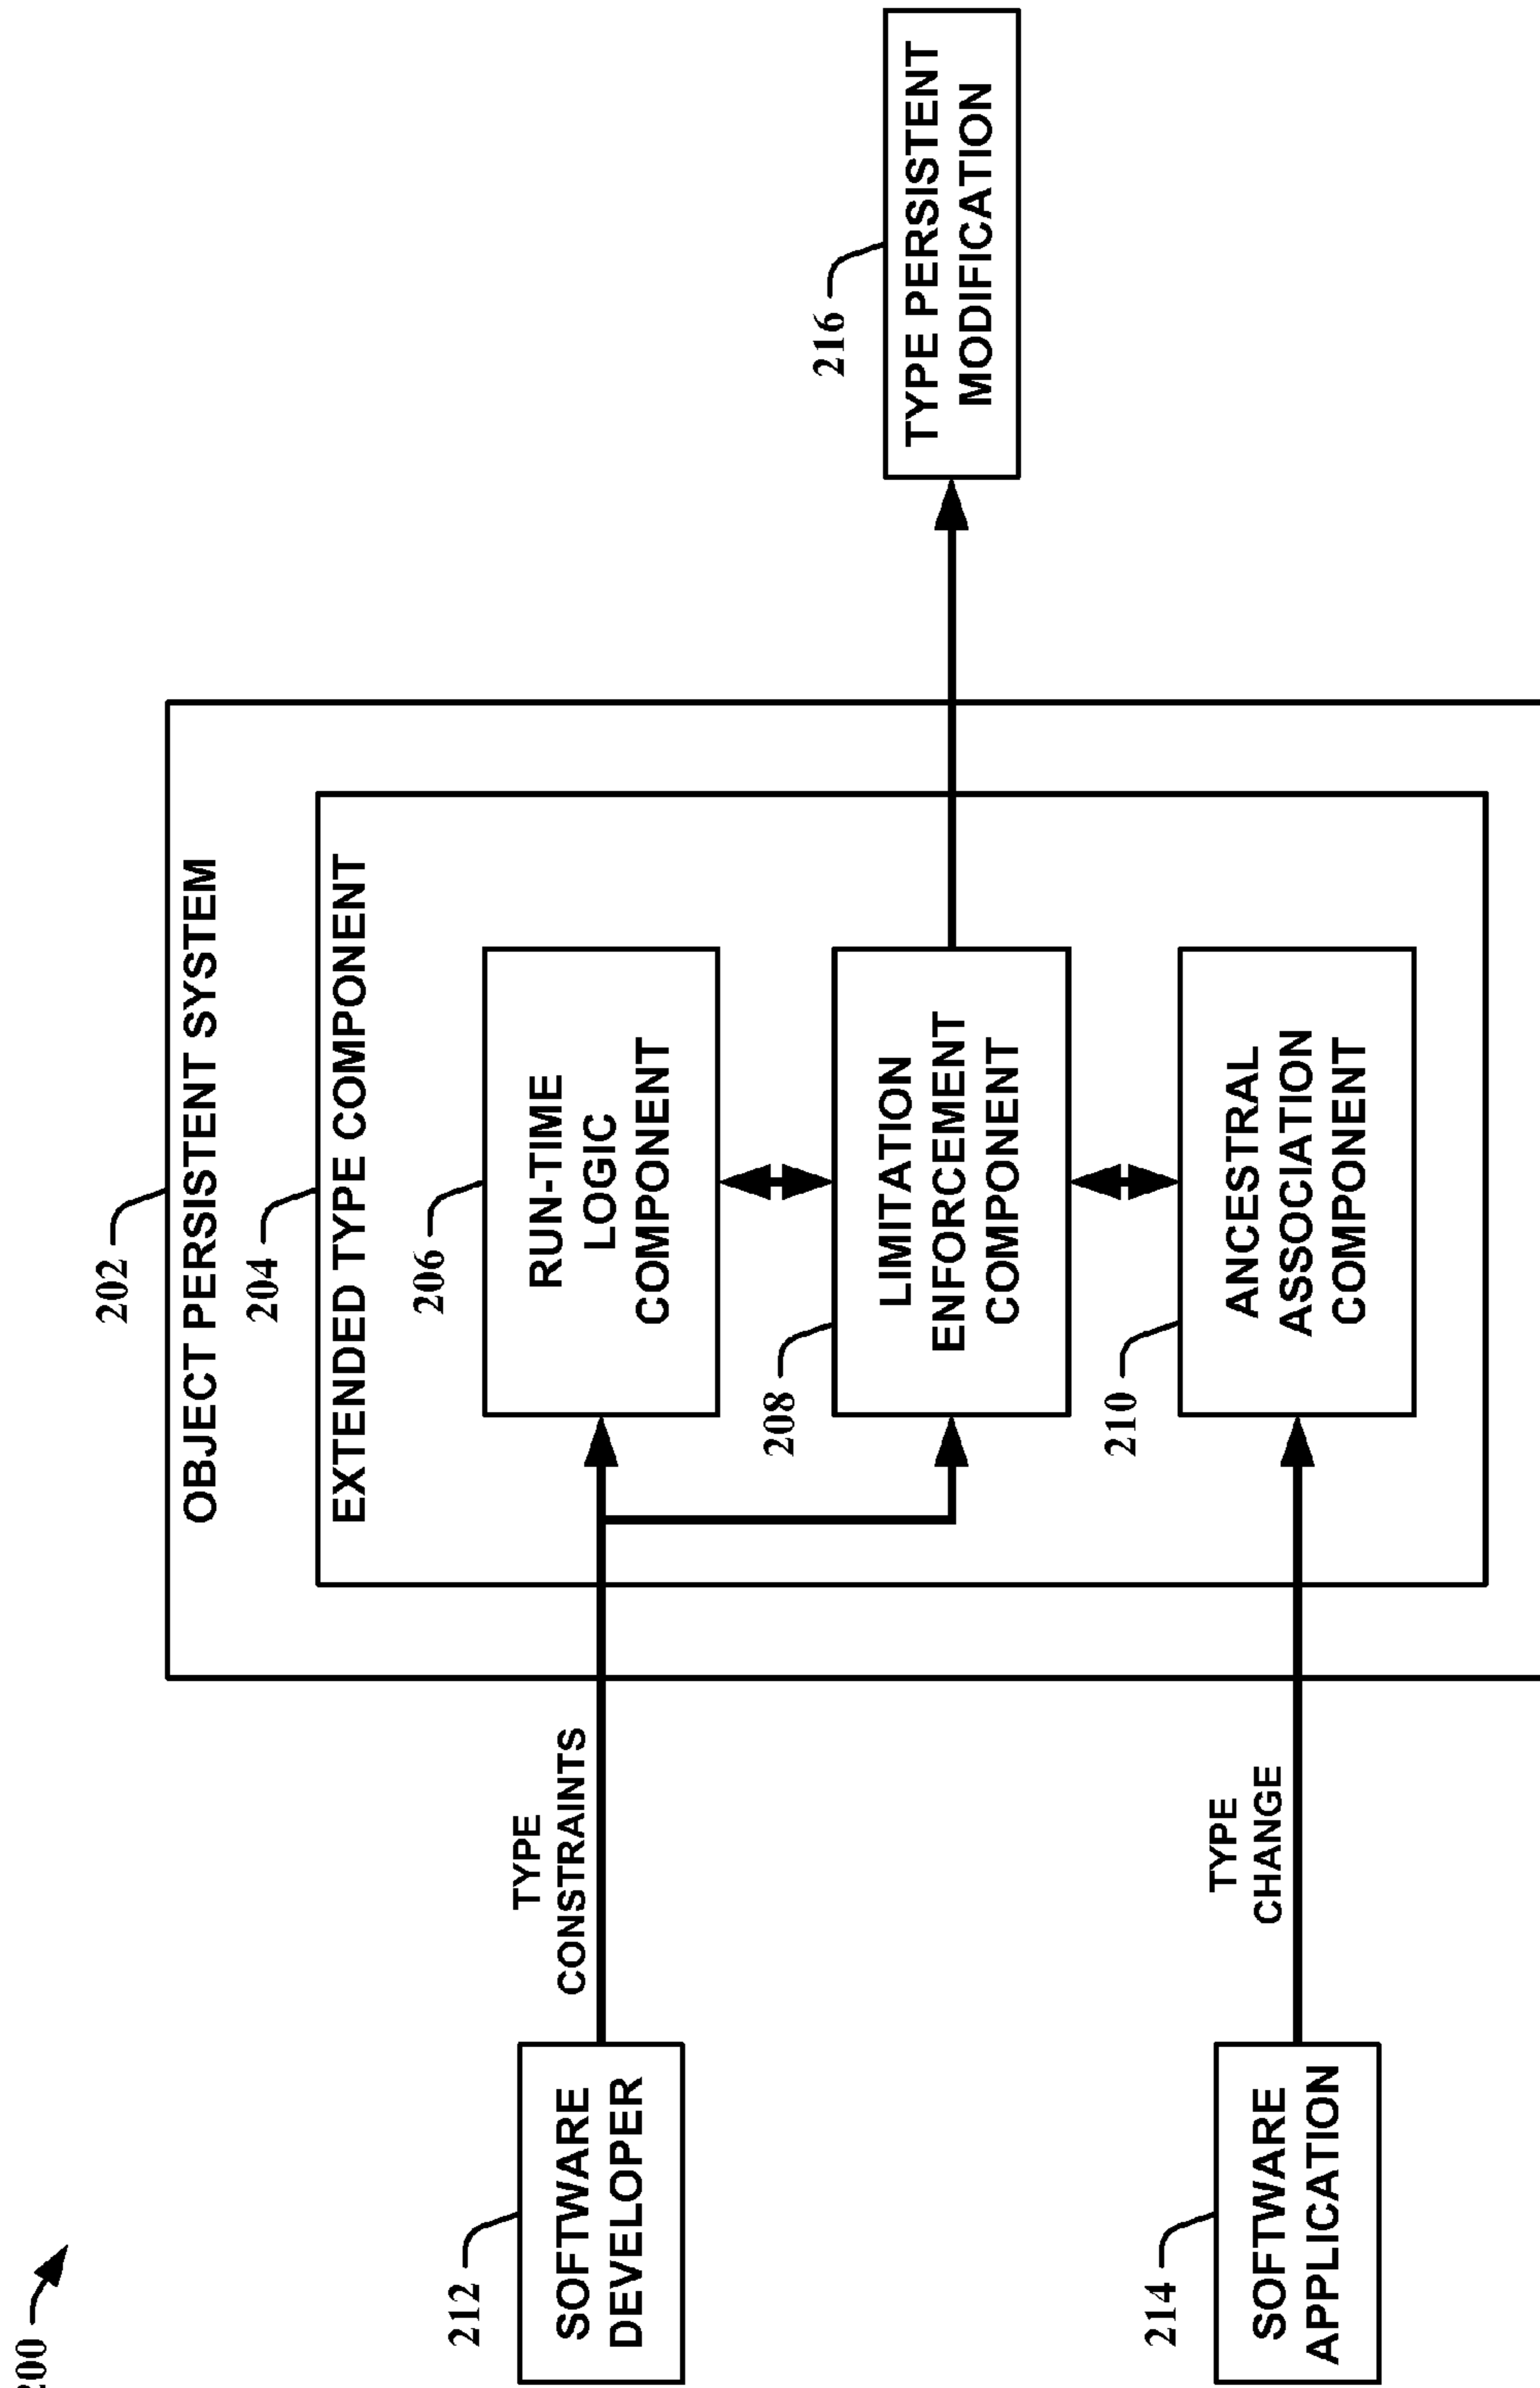 200
202
OBJECT PERSISTENT SYSTEM
204
EXTENDED TYPE COMPONENT
212
SOFTWARE
DEVELOPER
TYPE
CONSTRAINTS
206
RUN-TIME
LOGIC
COMPONENT
208
LIMITATION
ENFORCEMENT
COMPONENT
216
TYPE PERSISTENT
MODIFICATION
214
SOFTWARE
APPLICATION
TYPE
CHANGE
210
ANCESTRAL
ASSOCIATION
COMPONENT